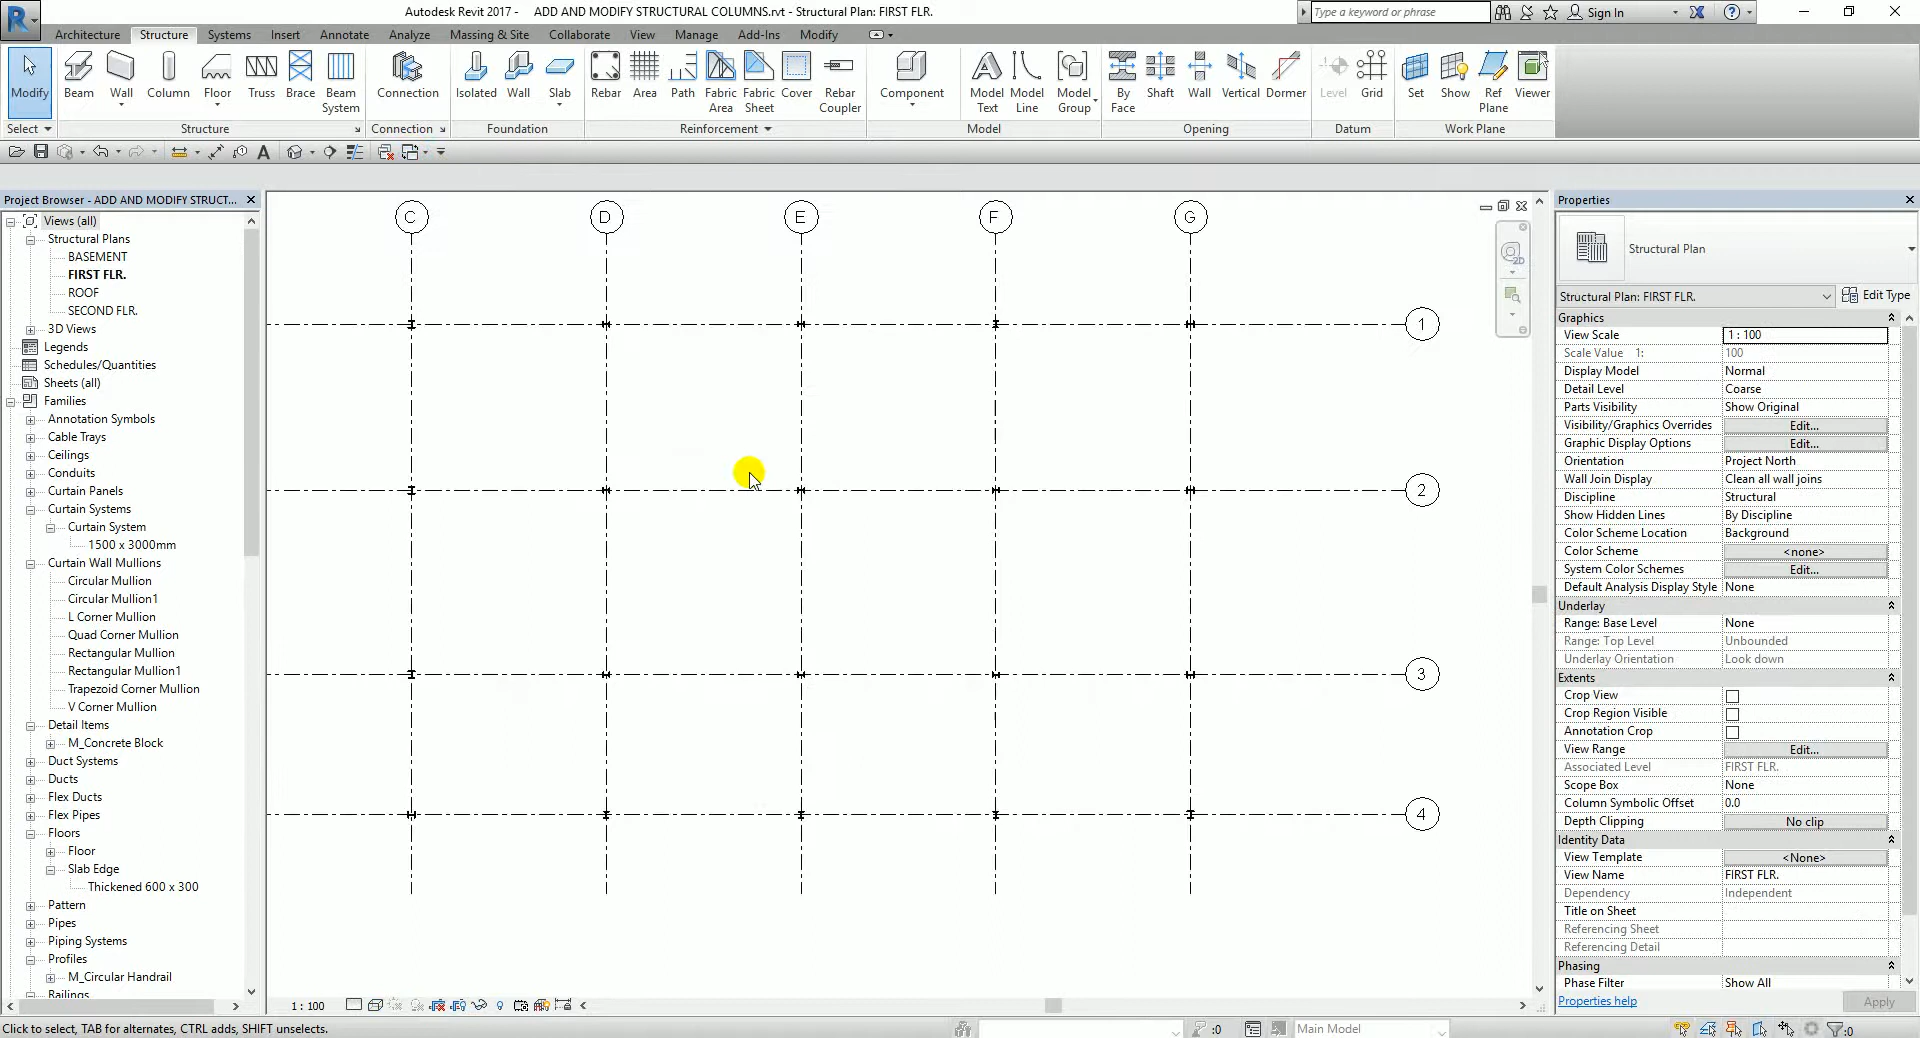 Autodesk Revit 2017 -     ADD AND MODIFY STRUCTURAL COLUMNS.rvt - Structural Plan: FIRST FLR.
Type a keyword or phrase
Sign In
Architecture Structure Systems Insert Annotate Analyze Massing & Site Collaborate View Manage Add-Ins Modify
Modify Beam Wall Column Floor Truss Brace Beam System Connection Isolated Wall Slab Rebar Area Path Fabric Area Fabric Sheet Cover Rebar Coupler Component Model Text Model Line Model Group By Face Shaft Wall Vertical Dormer Level Grid Set Show Ref Plane Viewer
Select Structure Connection Foundation Reinforcement Model Opening Datum Work Plane
Project Browser - ADD AND MODIFY STRUCT...
Views (all)
Structural Plans
BASEMENT
FIRST FLR.
ROOF
SECOND FLR.
3D Views
Legends
Schedules/Quantities
Sheets (all)
Families
Annotation Symbols
Cable Trays
Ceilings
Conduits
Curtain Panels
Curtain Systems
Curtain System
1500 x 3000mm
Curtain Wall Mullions
Circular Mullion
Circular Mullion1
L Corner Mullion
Quad Corner Mullion
Rectangular Mullion
Rectangular Mullion1
Trapezoid Corner Mullion
V Corner Mullion
Detail Items
M_Concrete Block
Duct Systems
Ducts
Flex Ducts
Flex Pipes
Floors
Floor
Slab Edge
Thickened 600 x 300
Pattern
Pipes
Piping Systems
Profiles
M_Circular Handrail
Railings
C D E F G
2D
1
2
3
4
1 : 100
Properties
Structural Plan
Structural Plan: FIRST FLR. Edit Type
Graphics
View Scale 1 : 100
Scale Value    1: 100
Display Model Normal
Detail Level Coarse
Parts Visibility Show Original
Visibility/Graphics Overrides Edit...
Graphic Display Options Edit...
Orientation Project North
Wall Join Display Clean all wall joins
Discipline Structural
Show Hidden Lines By Discipline
Color Scheme Location Background
Color Scheme <none>
System Color Schemes Edit...
Default Analysis Display Style None
Underlay
Range: Base Level None
Range: Top Level Unbounded
Underlay Orientation Look down
Extents
Crop View
Crop Region Visible
Annotation Crop
View Range Edit...
Associated Level FIRST FLR.
Scope Box None
Column Symbolic Offset 0.0
Depth Clipping No clip
Identity Data
View Template <None>
View Name FIRST FLR.
Dependency Independent
Title on Sheet
Referencing Sheet
Referencing Detail
Phasing
Phase Filter Show All
Properties help Apply
Click to select, TAB for alternates, CTRL adds, SHIFT unselects.
:0
Main Model
:0